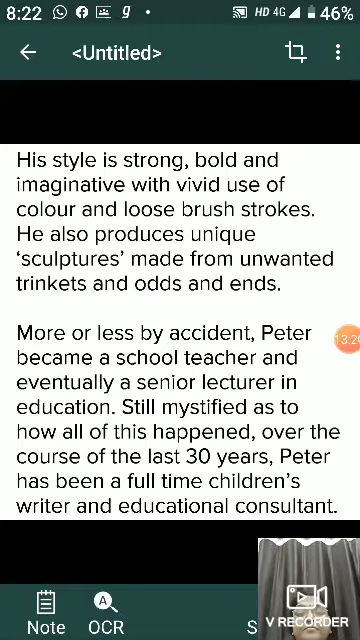 8:22 g • HD 4G 46%
<Untitled>
His style is strong, bold and
imaginative with vivid use of
colour and loose brush strokes.
He also produces unique
‘sculptures’ made from unwanted
trinkets and odds and ends.
More or less by accident, Peter
became a school teacher and
eventually a senior lecturer in
education. Still mystified as to
how all of this happened, over the
course of the last 30 years, Peter
has been a full time children’s
writer and educational consultant.
V RECORDER
Note OCR